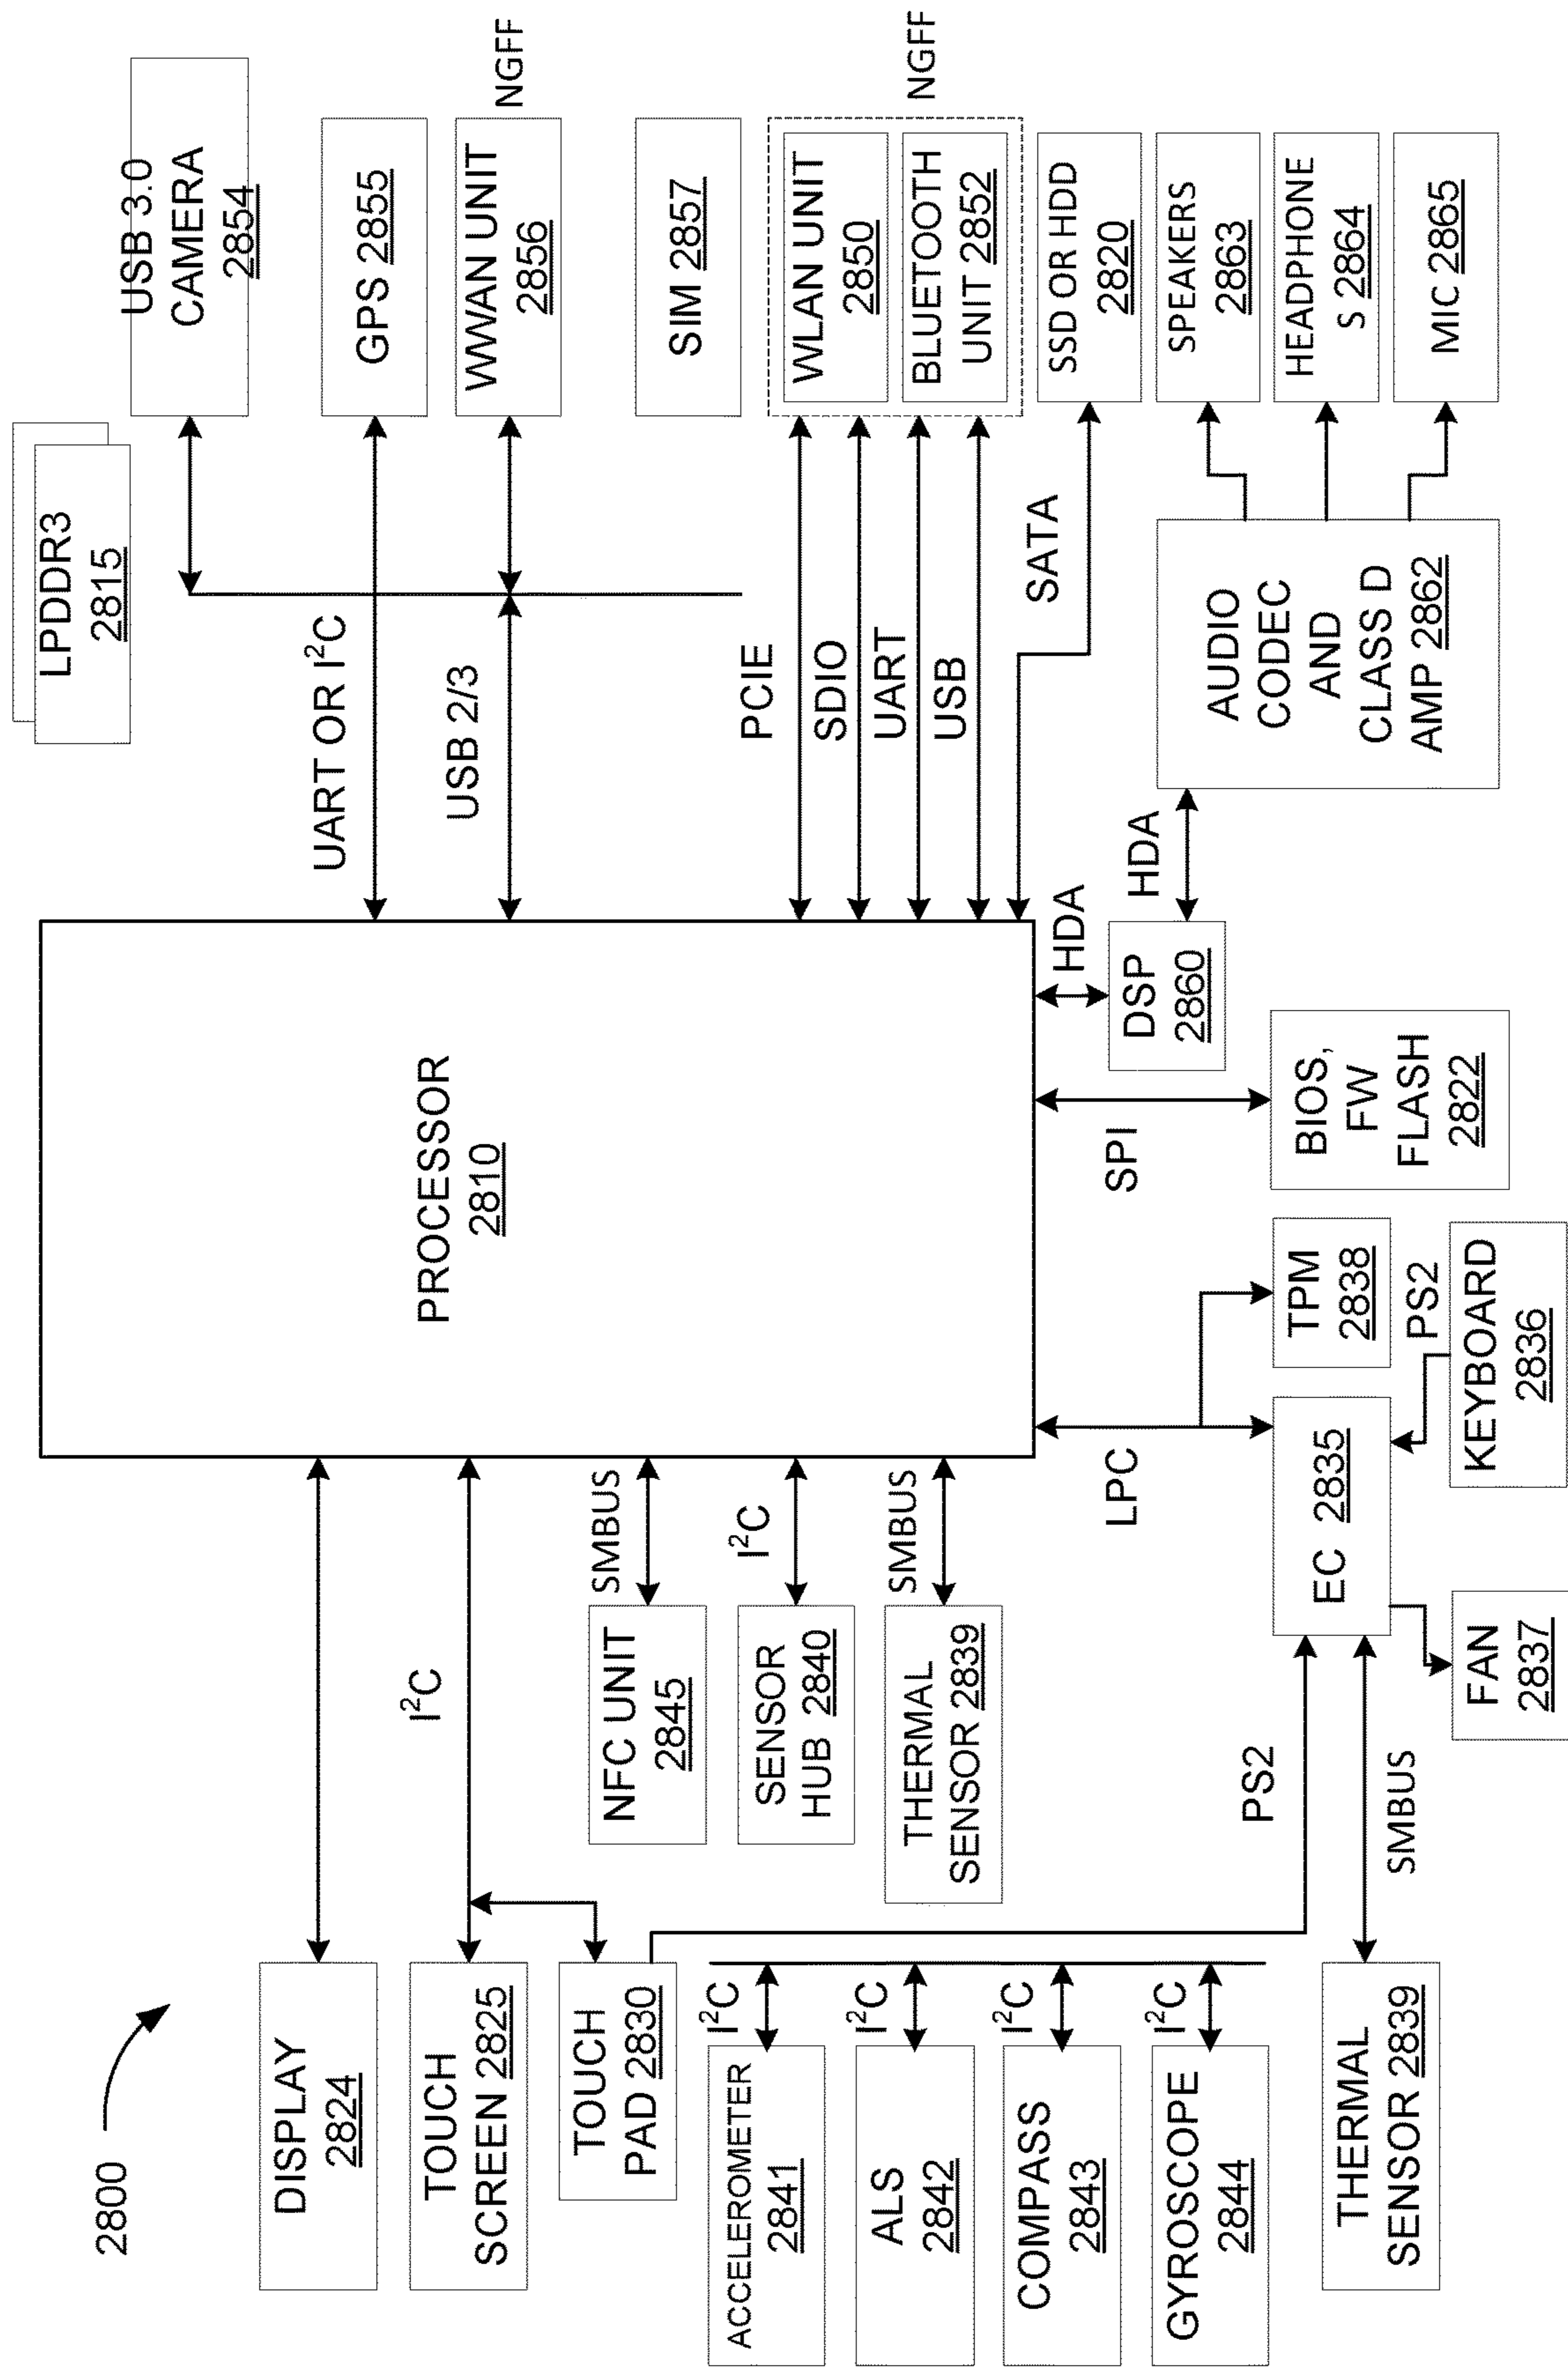 2800
DISPLAY
2824
TOUCH
SCREEN 2825
TOUCH
PAD 2830
ACCELEROMETER
2841
ALS
2842
COMPASS
2843
GYROSCOPE
2844
THERMAL
SENSOR 2839
I²C
I²C
I²C
I²C
I²C
NFC UNIT
2845
SENSOR
HUB 2840
THERMAL
SENSOR 2839
SMBUS
I²C
SMBUS
PS2
SMBUS
FAN
2837
EC 2835
LPC
TPM
2838
PS2
KEYBOARD
2836
PROCESSOR
2810
SPI
BIOS,
FW
FLASH
2822
DSP
2860
HDA
HDA
LPDDR3
2815
UART OR I²C
USB 2/3
PCIE
SDIO
UART
USB
SATA
AUDIO
CODEC
AND
CLASS D
AMP 2862
USB 3.0
CAMERA
2854
GPS 2855
WWAN UNIT
2856
NGFF
SIM 2857
WLAN UNIT
2850
BLUETOOTH
UNIT 2852
NGFF
SSD OR HDD
2820
SPEAKERS
2863
HEADPHONE
S 2864
MIC 2865